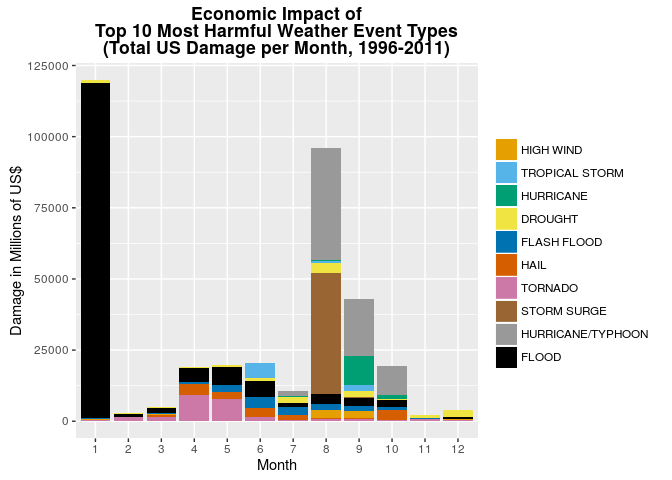 Economic Impact of
Top 10 Most Harmful Weather Event Types
(Total US Damage per Month, 1996-2011)
Damage in Millions of US$
125000
100000
75000
50000
25000
0
1 2 3 4 5 6 7 8 9 10 11 12
Month
HIGH WIND
TROPICAL STORM
HURRICANE
DROUGHT
FLASH FLOOD
HAIL
TORNADO
STORM SURGE
HURRICANE/TYPHOON
FLOOD